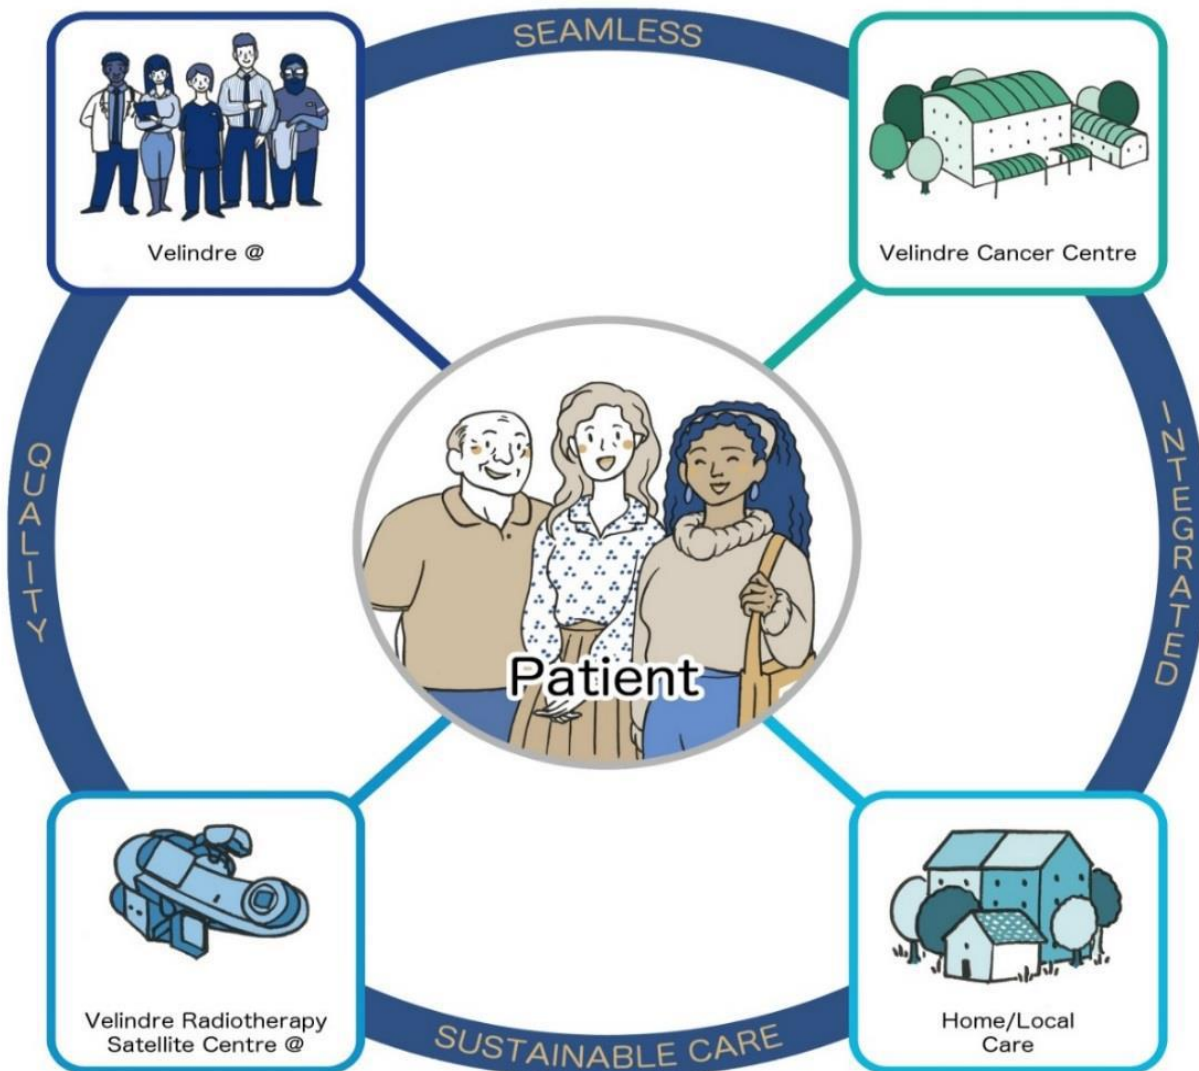 SEAMLESS
Velindre @
Velindre Cancer Centre
QUALITY
INTEGRATED
Patient
Velindre Radiotherapy
Satellite Centre @
Home/Local
Care
SUSTAINABLE CARE